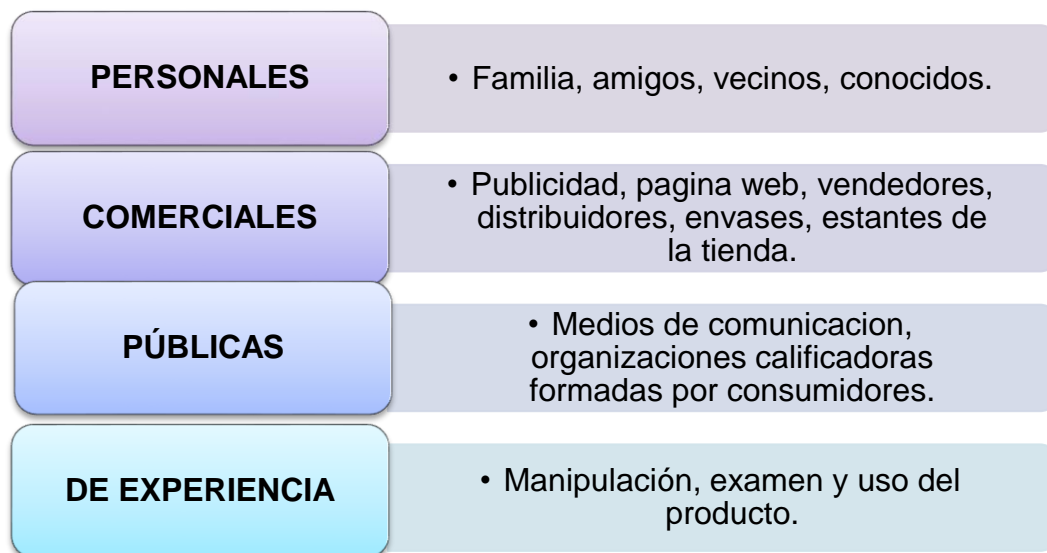 PERSONALES
• Familia, amigos, vecinos, conocidos.
COMERCIALES
• Publicidad, pagina web, vendedores,
distribuidores, envases, estantes de
la tienda.
PÚBLICAS
• Medios de comunicacion,
organizaciones calificadoras
formadas por consumidores.
DE EXPERIENCIA
• Manipulación, examen y uso del
producto.